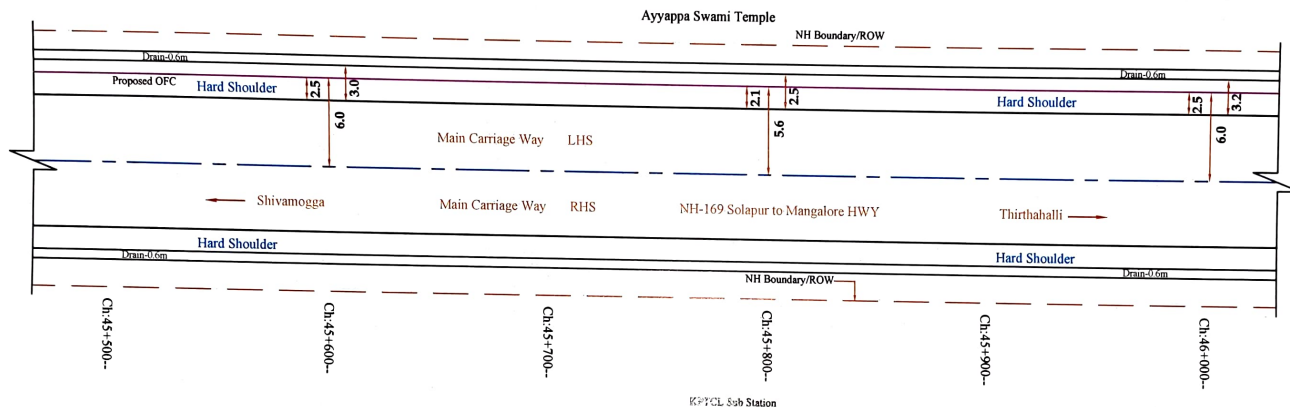 Ayyappa Swami Temple
NH Boundary/ROW
Drain-0.6m
Drain-0.6m
Proposed OFC
Hard Shoulder
2.5
3.0
6.0
2.1
2.5
5.6
Hard Shoulder
2.5
3.2
6.0
Main Carriage Way LHS
Shivamogga
Main Carriage Way RHS
NH-169 Solapur to Mangalore HWY
Thirthahalli
Hard Shoulder
Hard Shoulder
Drain-0.6m
Drain-0.6m
NH Boundary/ROW
Ch:45+500--
Ch:45+600--
Ch:45+700--
Ch:45+800--
Ch:45+900--
Ch:46+000--
KPTCL Sub Station